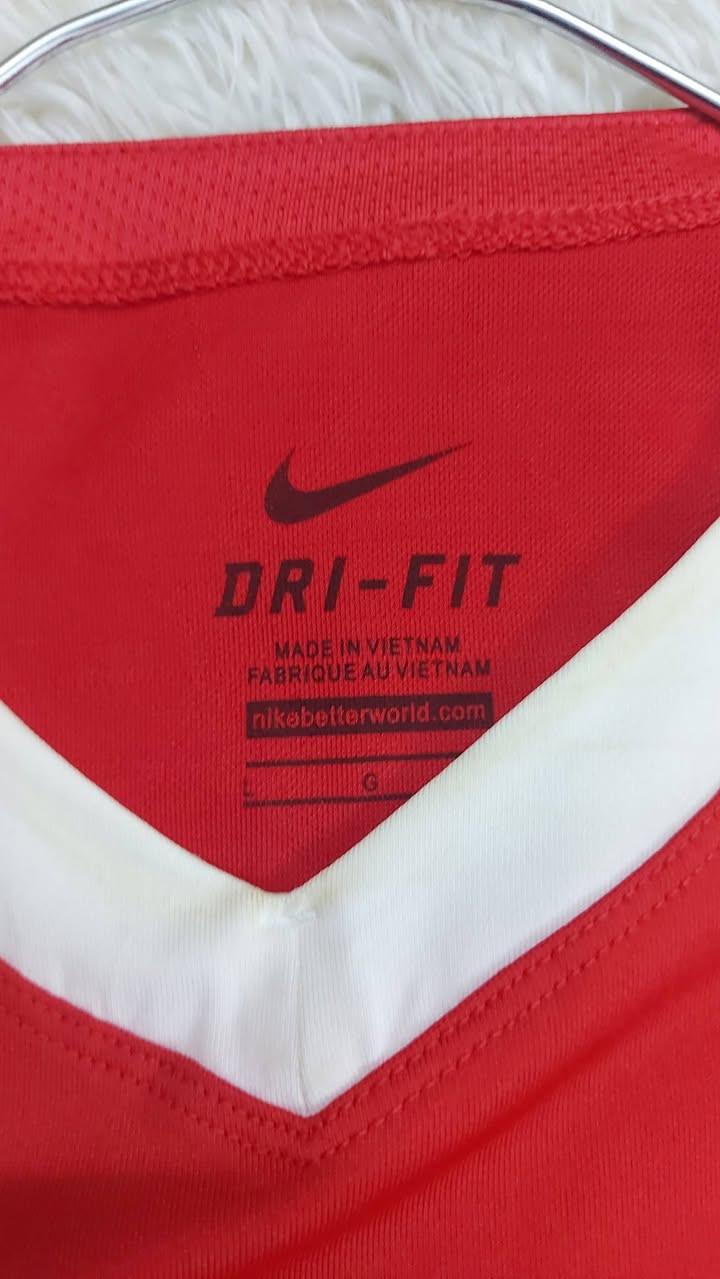 DRI-FIT
MADE IN VIETNAM
FABRIQUE AU VIETNAM
nikebetterworld.com
L G